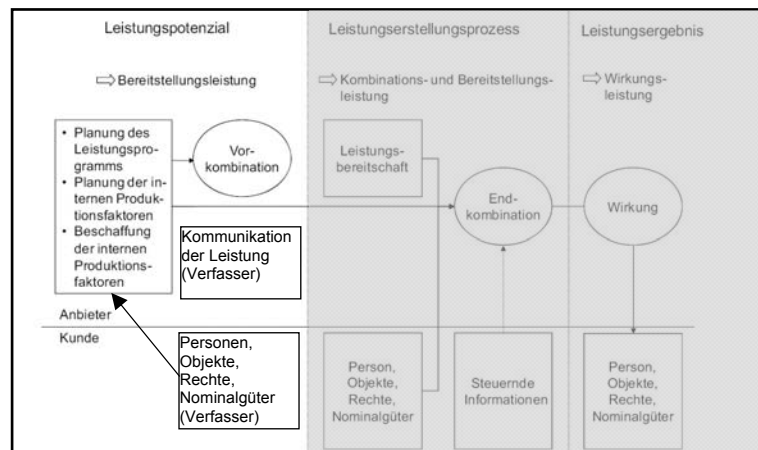 Leistungspotenzial
Leistungserstellungsprozess
Leistungsergebnis
Bereitstellungsleistung
Kombinations- und Bereitstellungs-
leistung
Wirkungs-
leistung
• Planung des
Leistungspro-
gramms
• Planung der in-
ternen Produk-
tionsfaktoren
• Beschaffung
der internen
Produktions-
faktoren
Vor-
kombination
Leistungs-
bereitschaft
End-
kombination
Wirkung
Kommunikation
der Leistung
(Verfasser)
Anbieter
Kunde
Personen,
Objekte,
Rechte,
Nominalgüter
(Verfasser)
Person,
Objekte,
Rechte,
Nominalgüter
Steuernde
Informationen
Person,
Objekte,
Rechte,
Nominalgüter